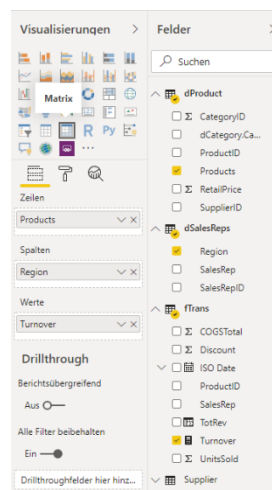 Visualisierungen
Matrix
R Py
...
Zeilen
Products
Spalten
Region
Werte
Turnover
Drillthrough
Berichtsübergreifend
Aus
Alle Filter beibehalten
Ein
Drillthroughfelder hier hinz...
Felder
Suchen
dProduct
Σ CategoryID
dCategory.Ca...
ProductID
Products
Σ RetailPrice
SupplierID
dSalesReps
Region
SalesRep
SalesRepID
fTrans
Σ COGSTotal
Σ Discount
ISO Date
ProductID
SalesRep
TotRev
Turnover
Σ UnitsSold
Supplier